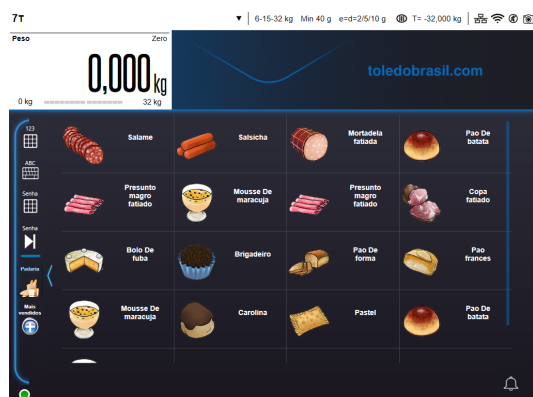 7T
6-15-32 kg Min 40 g e=d=2/5/10 g T= -32,000 kg
Peso Zero
0,000 kg
0 kg 32 kg
toledobrasil.com
123
ABC
Senha
Senha
Padaria
Mais
vendidos
Salame
Salsicha
Mortadela
fatiada
Pao De
batata
Presunto
magro
fatiado
Mousse De
maracuja
Presunto
magro
fatiado
Copa
fatiado
Bolo De
fuba
Brigadeiro
Pao De
forma
Pao
frances
Mousse De
maracuja
Carolina
Pastel
Pao De
batata